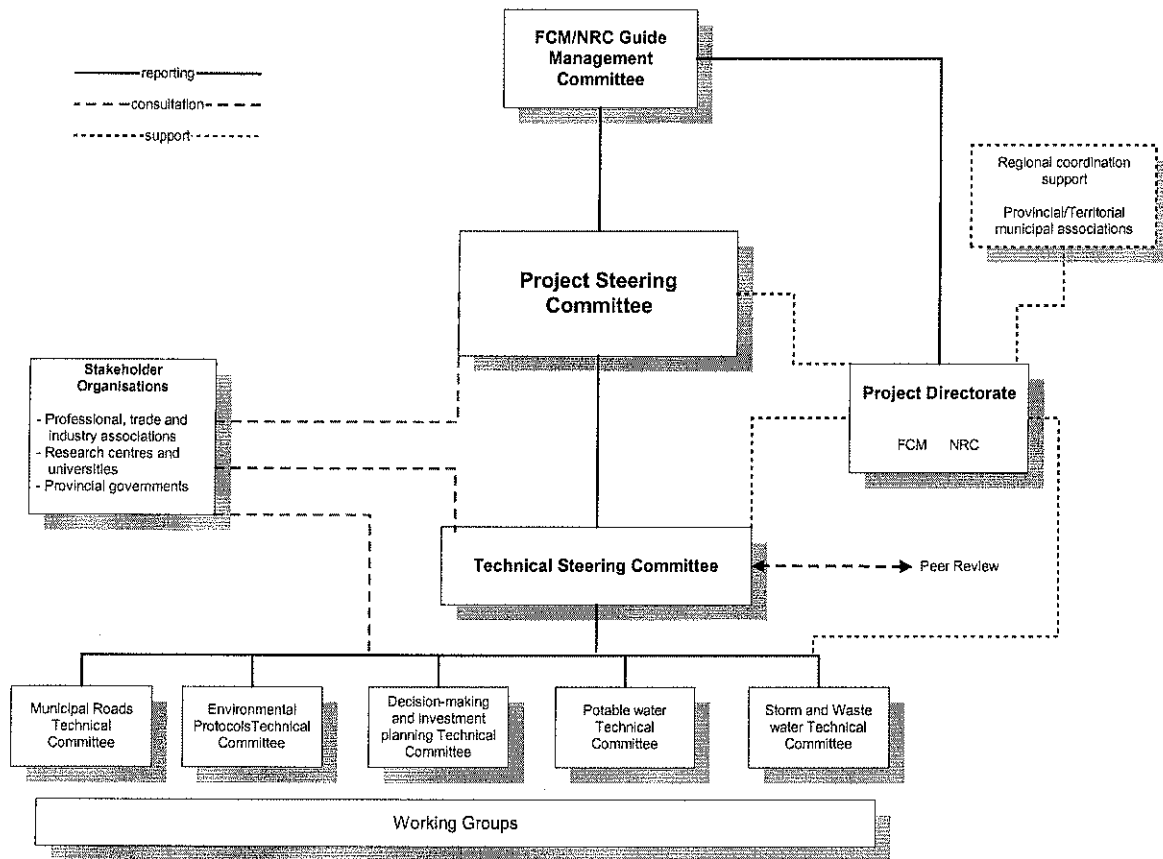 FCM/NRC Guide
Management
Committee
reporting
consultation
support
Regional coordination
support
Provincial/Territorial
municipal associations
Project Steering
Committee
Stakeholder
Organisations
- Professional, trade and
industry associations
- Research centres and
universities
- Provincial governments
Project Directorate
FCM NRC
Technical Steering Committee
Peer Review
Municipal Roads
Technical
Committee
Environmental
ProtocolsTechnical
Committee
Decision-making
and investment
planning Technical
Committee
Potable water
Technical
Committee
Storm and Waste
water Technical
Committee
Working Groups